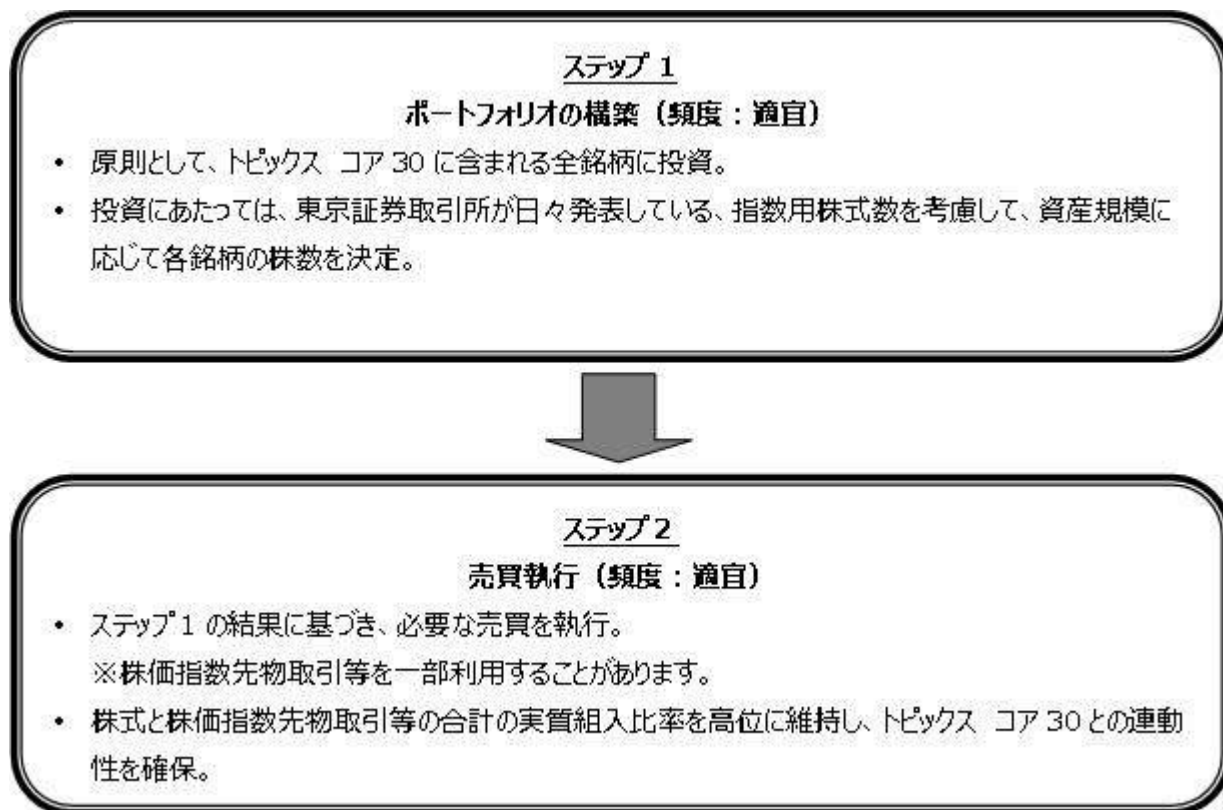 ステップ 1
ポートフォリオの構築（頻度：適宜）
• 原則として、トピックス コア 30 に含まれる全銘柄に投資。
• 投資にあたっては、東京証券取引所が日々発表している、指数用株式数を考慮して、資産規模に
応じて各銘柄の株数を決定。
ステップ 2
売買執行（頻度：適宜）
• ステップ 1 の結果に基づき、必要な売買を執行。
※株価指数先物取引等を一部利用することがあります。
• 株式と株価指数先物取引等の合計の実質組入比率を高位に維持し、トピックス コア 30 との連動
性を確保。